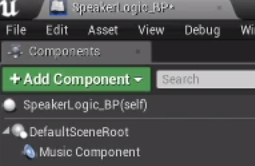 SpeakerLogic_BP*
File Edit Asset View Debug
Components
+ Add Component Search
SpeakerLogic_BP(self)
DefaultSceneRoot
Music Component